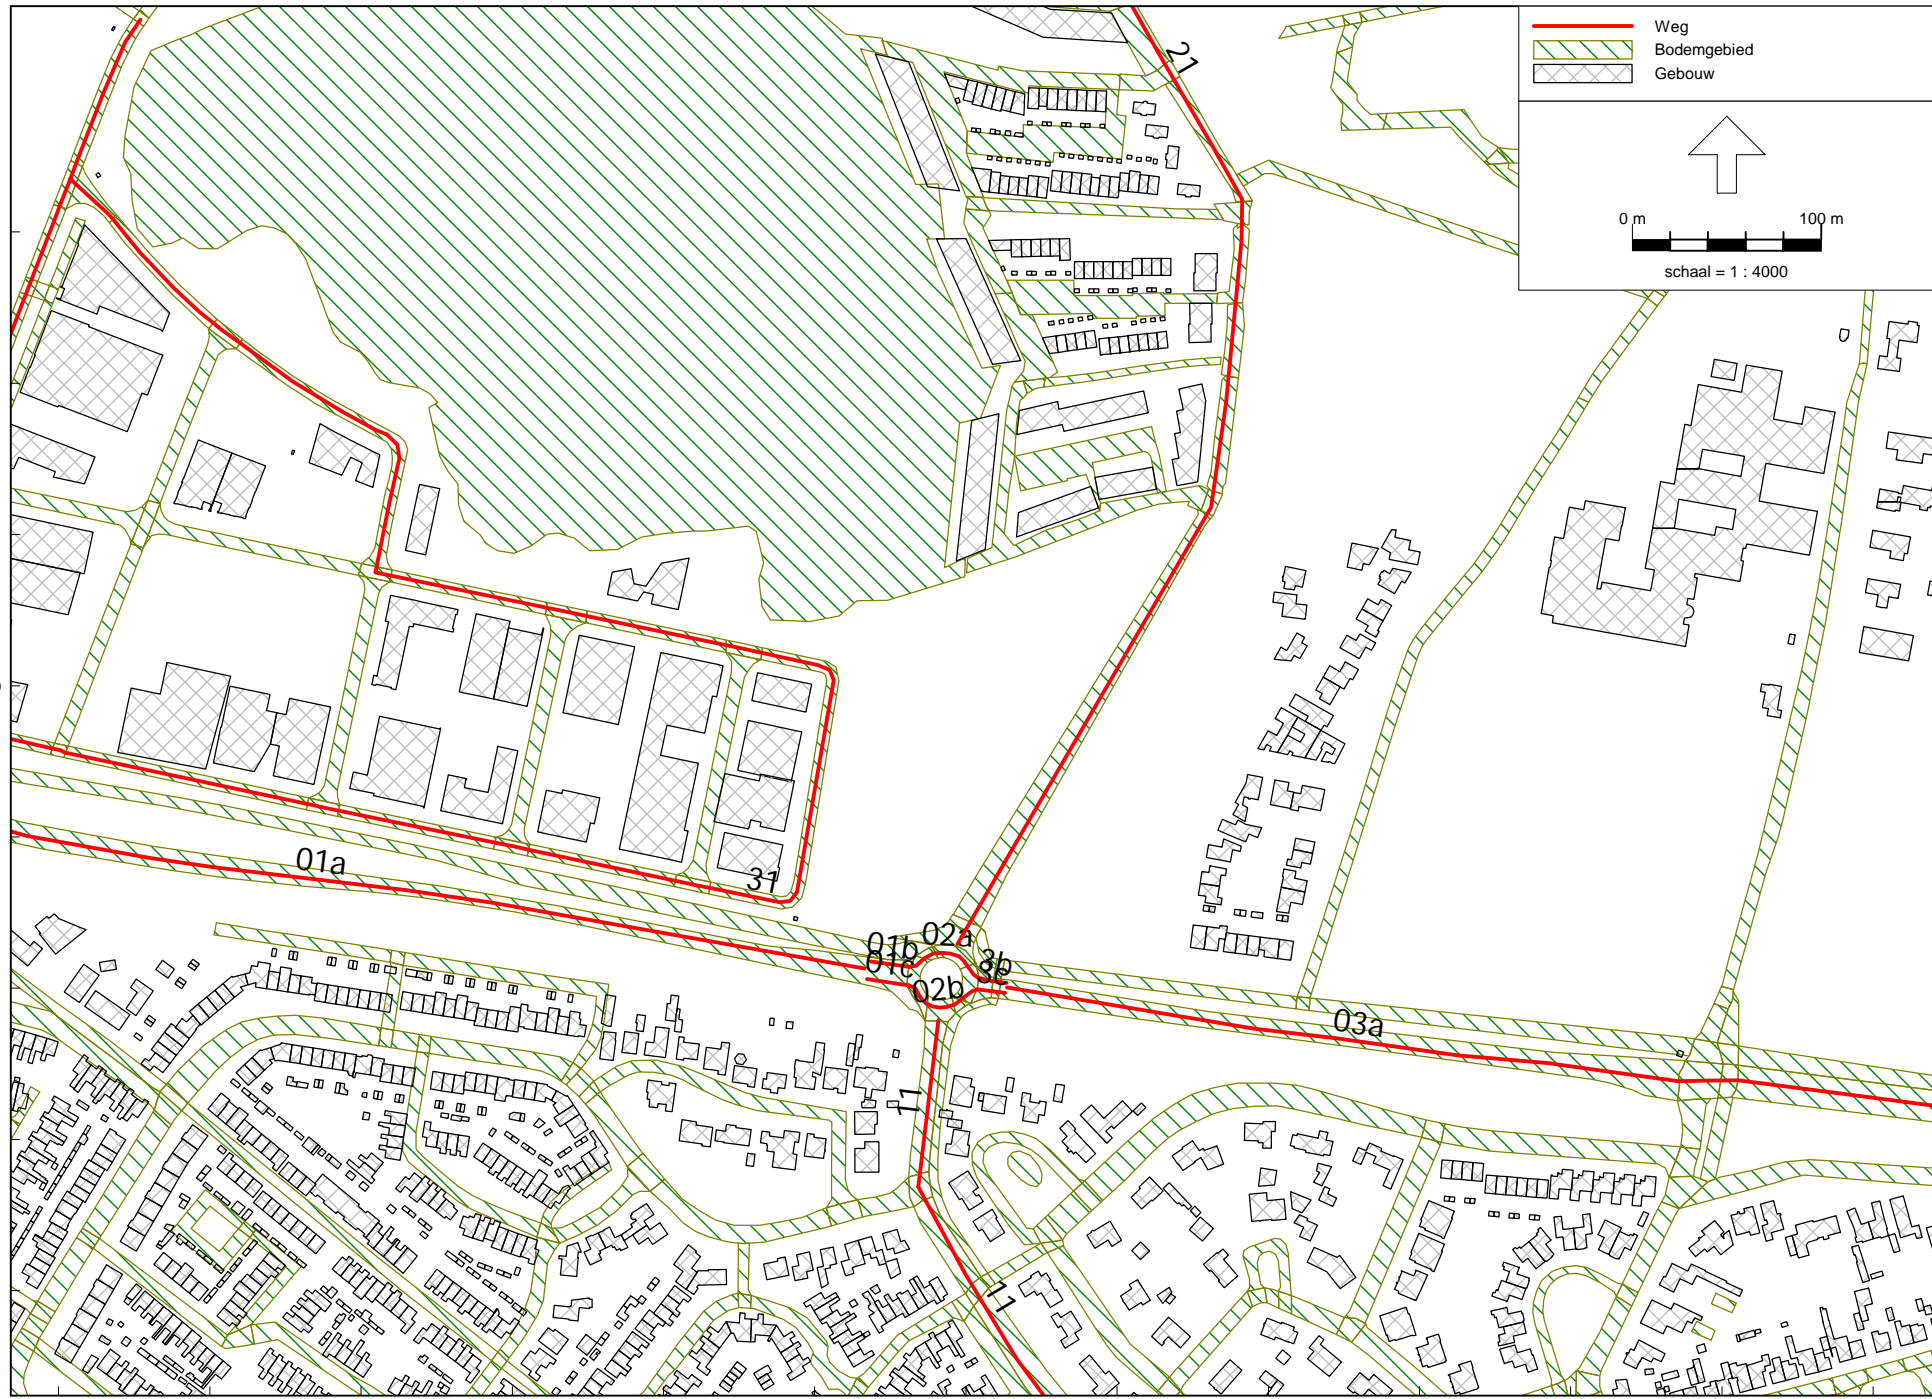 Weg
Bodemgebied
Gebouw
0 m 100 m
schaal = 1 : 4000
21
01a
31
01b
02a
01c
3b
3c
02b
03a
11
11